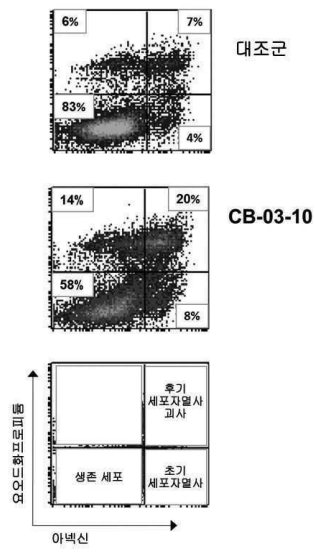 6% 7%
대조군
83%
4%
14% 20%
CB-03-10
58%
8%
후기
세포자멸사
괴사
생존 세포
초기
세포자멸사
요오드화프로피듐
아넥신